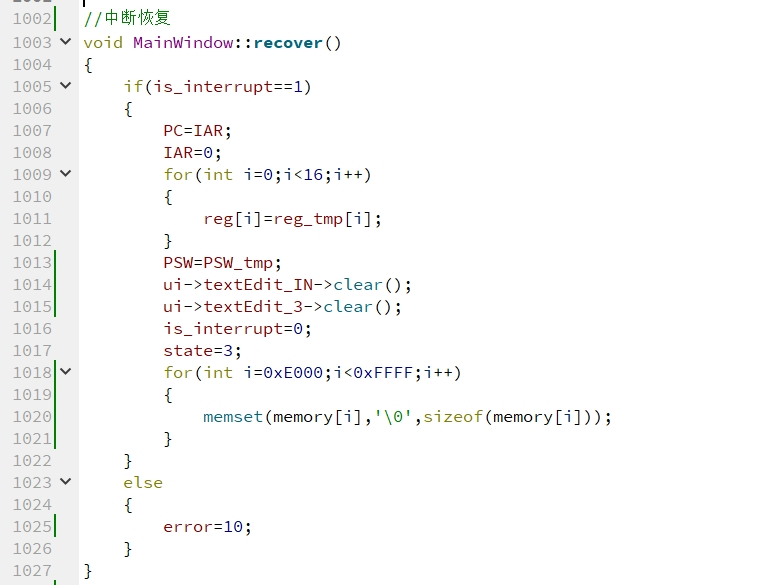 1002 //中断恢复
1003 void MainWindow::recover()
1004 {
1005     if(is_interrupt==1)
1006     {
1007         PC=IAR;
1008         IAR=0;
1009         for(int i=0;i<16;i++)
1010         {
1011             reg[i]=reg_tmp[i];
1012         }
1013         PSW=PSW_tmp;
1014         ui->textEdit_IN->clear();
1015         ui->textEdit_3->clear();
1016         is_interrupt=0;
1017         state=3;
1018         for(int i=0xE000;i<0xFFFF;i++)
1019         {
1020             memset(memory[i],'\0',sizeof(memory[i]));
1021         }
1022     }
1023     else
1024     {
1025         error=10;
1026     }
1027 }